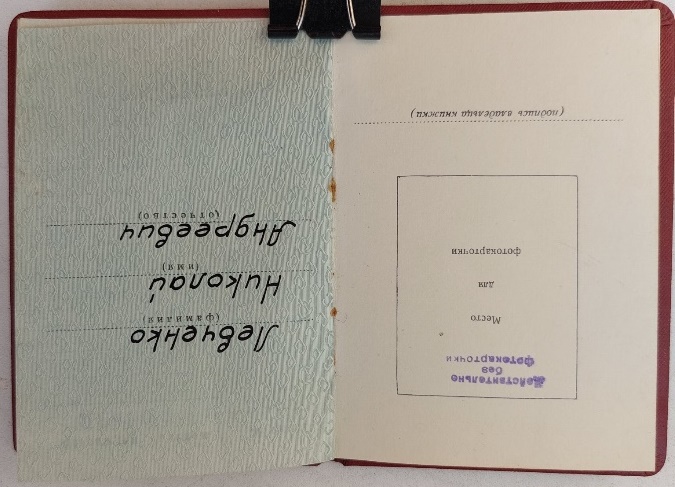 Место
для
фотокарточки
Действительно
без
фотокарточки
(подпись владельца книжки)
Левченко
(фамилия)
Николай
(имя)
Андреевич
(отчество)